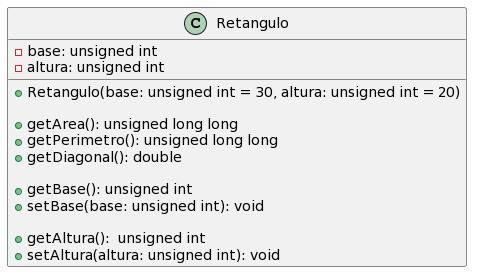 C Retangulo
base: unsigned int
altura: unsigned int
Retangulo(base: unsigned int = 30, altura: unsigned int = 20)
getArea(): unsigned long long
getPerimetro(): unsigned long long
getDiagonal(): double
getBase(): unsigned int
setBase(base: unsigned int): void
getAltura():  unsigned int
setAltura(altura: unsigned int): void